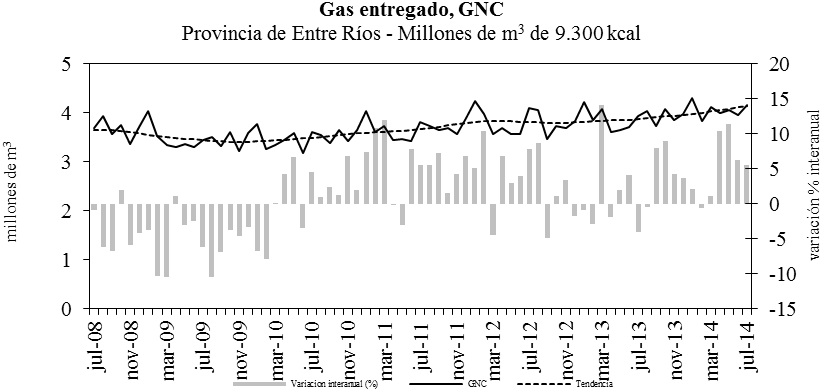 Gas entregado, GNC
Provincia de Entre Ríos - Millones de m³ de 9.300 kcal
5
4
3
2
1
0
millones de m³
20
15
10
5
0
-5
-10
-15
variación % interanual
jul-08
nov-08
mar-09
jul-09
nov-09
mar-10
jul-10
nov-10
mar-11
jul-11
nov-11
mar-12
jul-12
nov-12
mar-13
jul-13
nov-13
mar-14
jul-14
Variacion interanual (%)
GNC
Tendencia